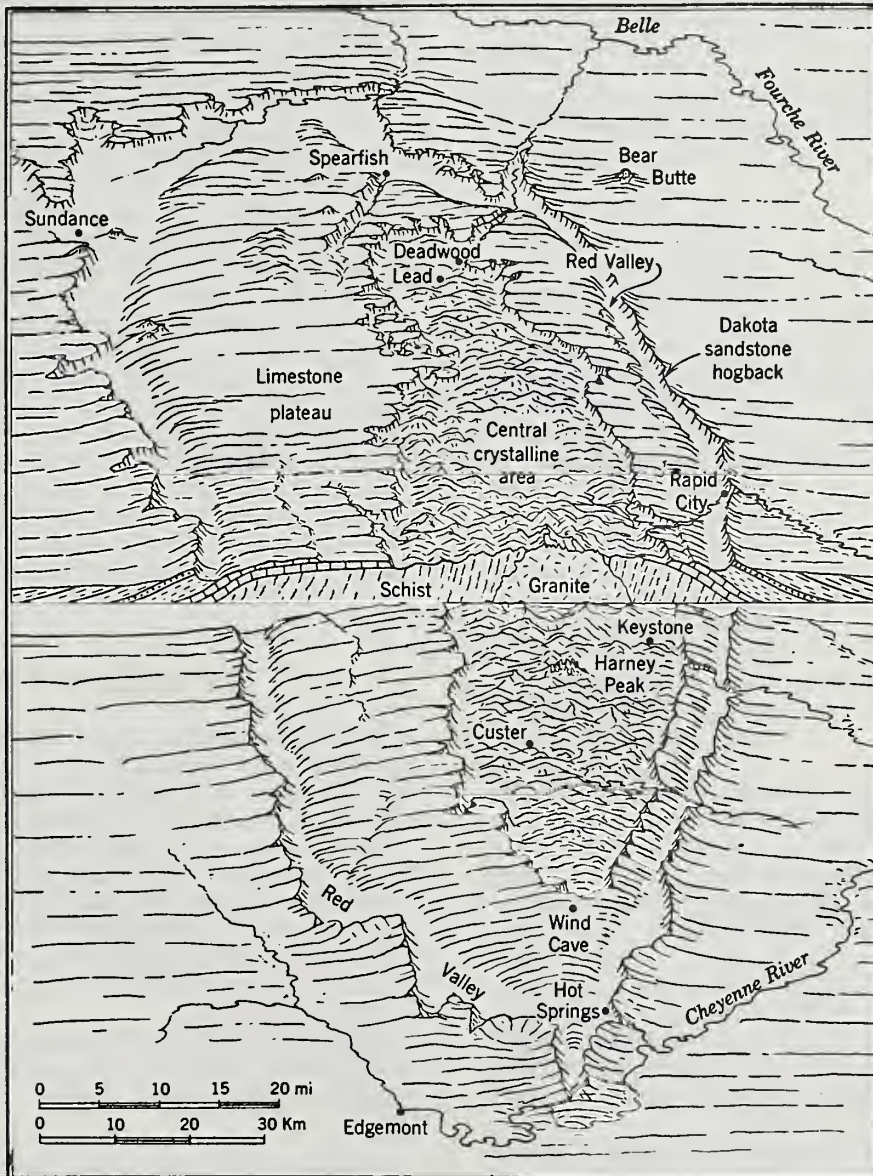 Belle
Fourche River
Spearfish
Bear
Butte
Sundance
Deadwood
Lead
Red Valley
Dakota
sandstone
hogback
Limestone
plateau
Central
crystalline
area
Rapid
City
Schist
Granite
Keystone
Harney
Peak
Custer
Red
Wind
Cave
Valley
Hot
Springs
Cheyenne River
0 5 10 15 20 mi
0 10 20 30 Km
Edgemont